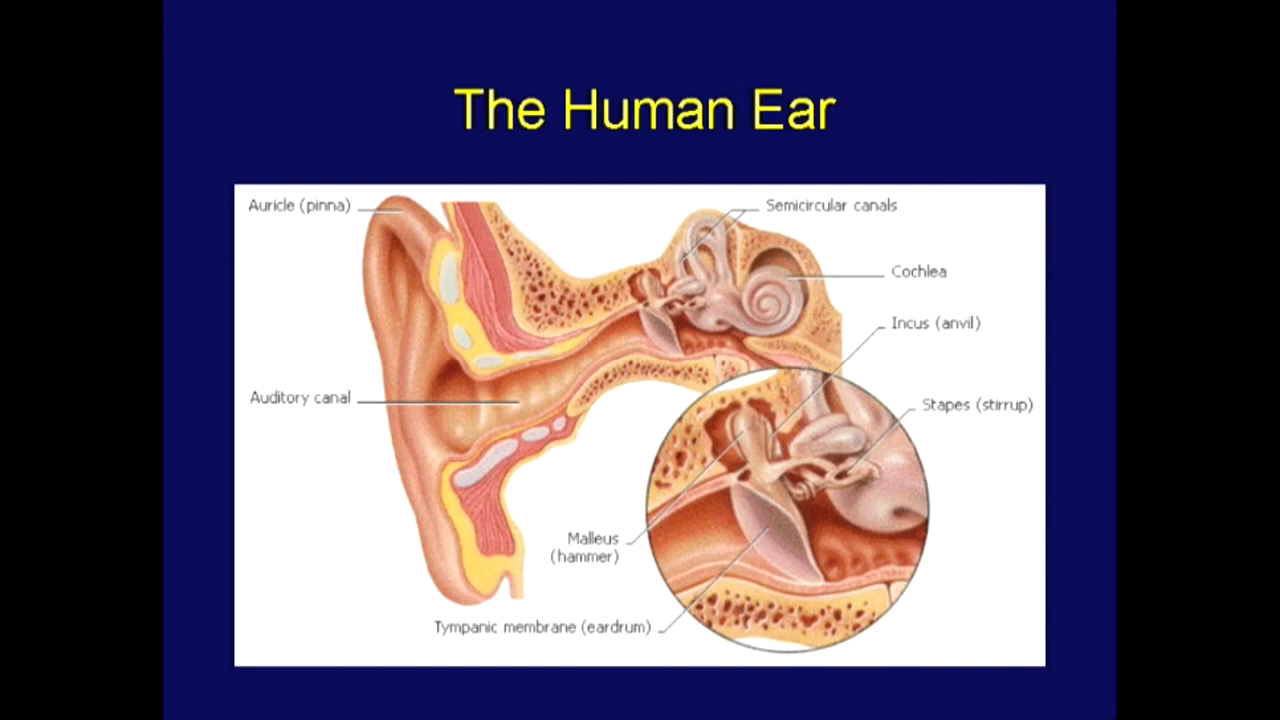 The Human Ear
Auricle (pinna)
Semicircular canals
Cochlea
Incus (anvil)
Auditory canal
Stapes (stirrup)
Malleus
(hammer)
Tympanic membrane (eardrum)